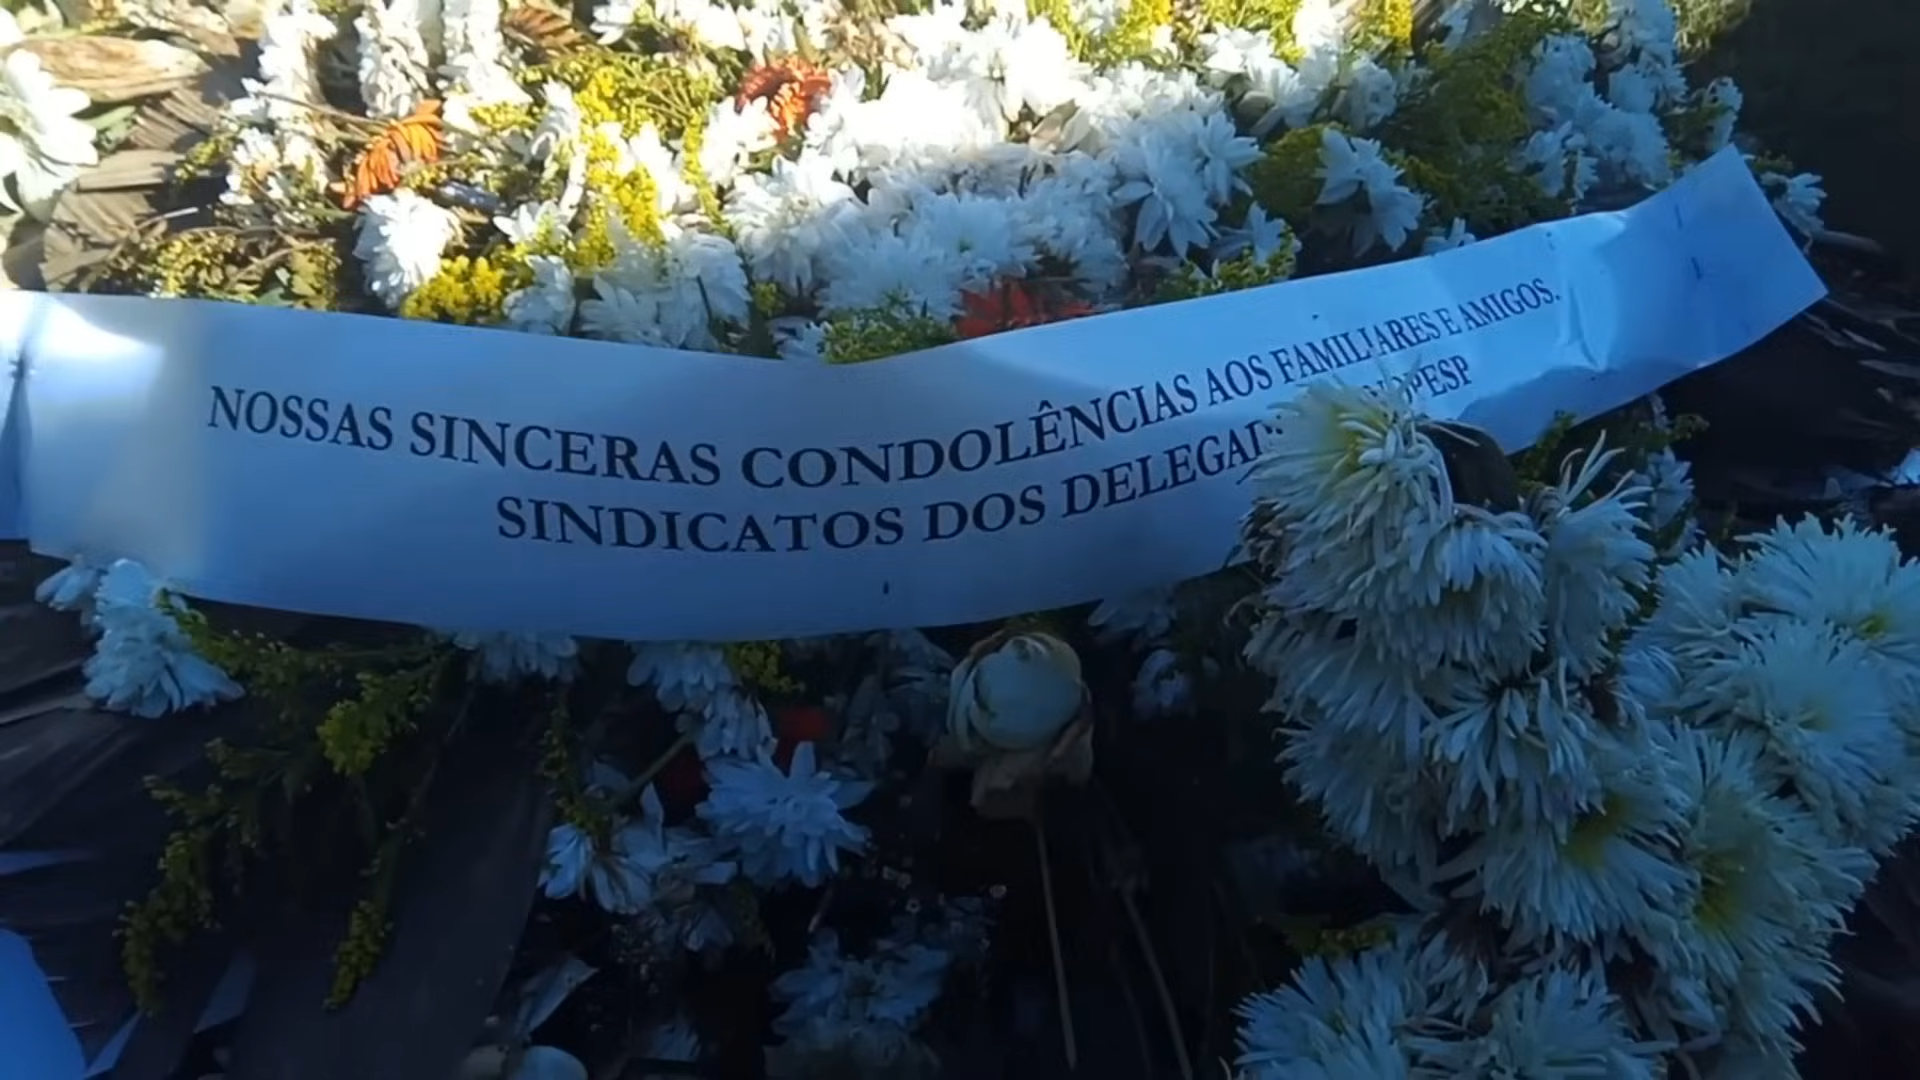 NOSSAS SINCERAS CONDOLÊNCIAS AOS FAMILIARES E AMIGOS.
SINDICATOS DOS